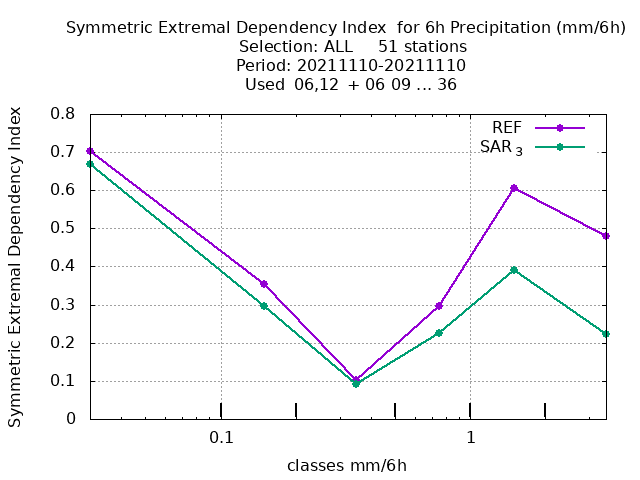 Symmetric Extremal Dependency Index  for 6h Precipitation (mm/6h)
Selection: ALL     51 stations
Period: 20211110-20211110
Used  06,12  + 06 09 ... 36
Symmetric Extremal Dependency Index
0.8
0.7
0.6
0.5
0.4
0.3
0.2
0.1
0
REF
SAR 3
0.1
1
classes mm/6h